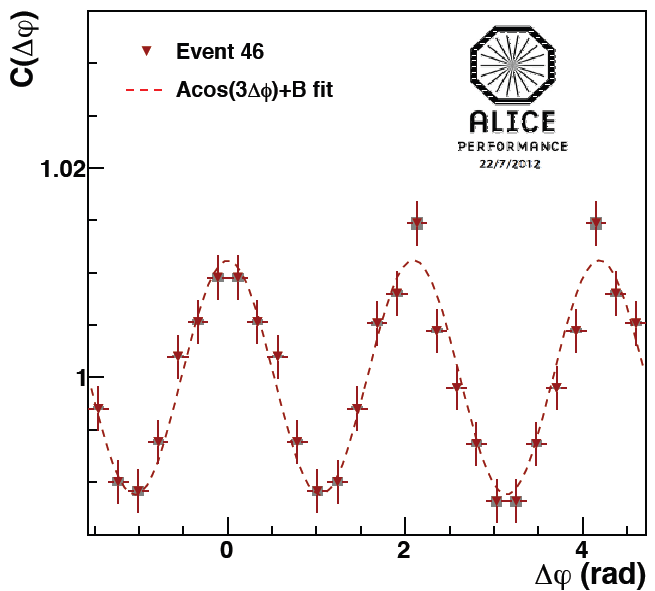 C(Δφ)
Event 46
Acos(3Δϕ)+B fit
ALICE
PERFORMANCE
22/7/2012
1.02
1
0 2 4
Δφ (rad)